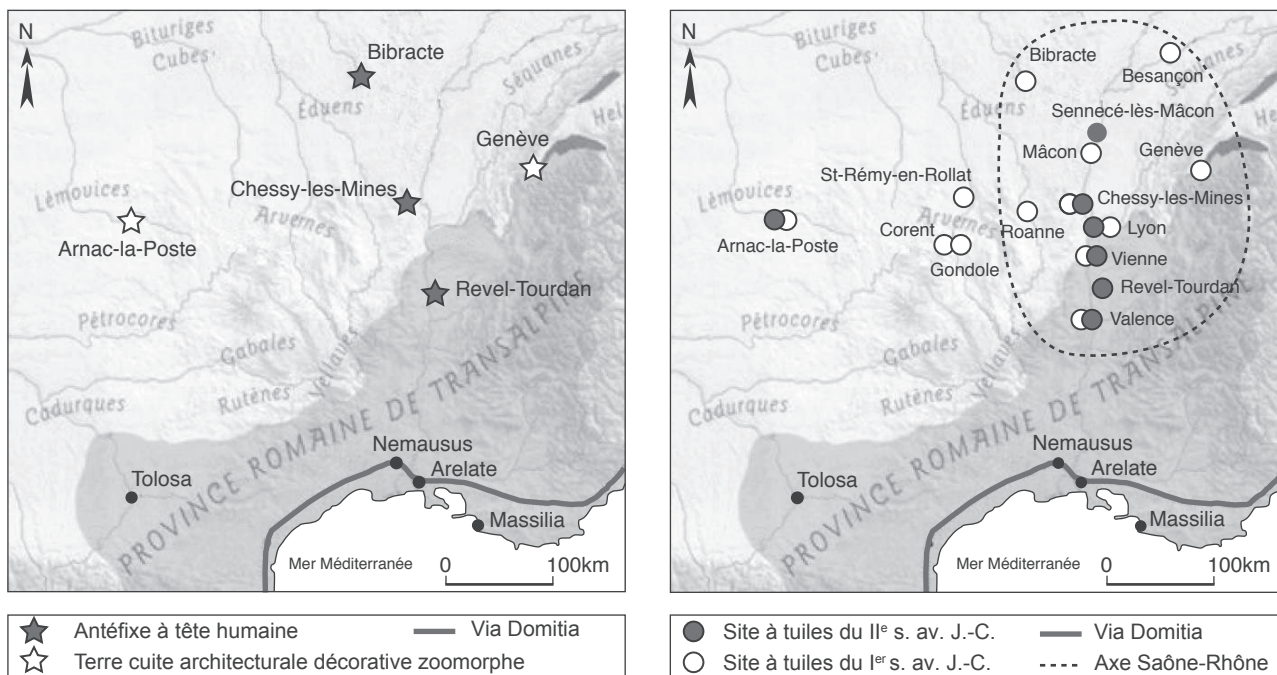 N
Bituriges
Cubes
Bibracte
Séquanes
Éduens
Hel
Genève
Chessy-les-Mines
Lémovices
Arvernes
Arnac-la-Poste
Revel-Tourdan
Pétrocores
Gabales
Vellaves
Cadurques
Rutènes
PROVINCE ROMAINE DE TRANSALPINE
Nemausus
Arelate
Tolosa
Massilia
Mer Méditerranée
0 100km
Antéfixe à tête humaine Via Domitia
Terre cuite architecturale décorative zoomorphe
N
Bituriges
Cubes
Bibracte
Besançon
Séquanes
Éduens
Sennecé-lès-Mâcon
Hel
Mâcon
Genève
St-Rémy-en-Rollat
Lémovices
Chessy-les-Mines
Arvernes
Roanne
Corent
Lyon
Arnac-la-Poste
Gondole
Vienne
Revel-Tourdan
Pétrocores
Valence
Gabales
Vellaves
Cadurques
Rutènes
PROVINCE ROMAINE DE TRANSALPINE
Nemausus
Arelate
Tolosa
Massilia
Mer Méditerranée
0 100km
Site à tuiles du IIe s. av. J.-C. Via Domitia
Site à tuiles du Ier s. av. J.-C. Axe Saône-Rhône